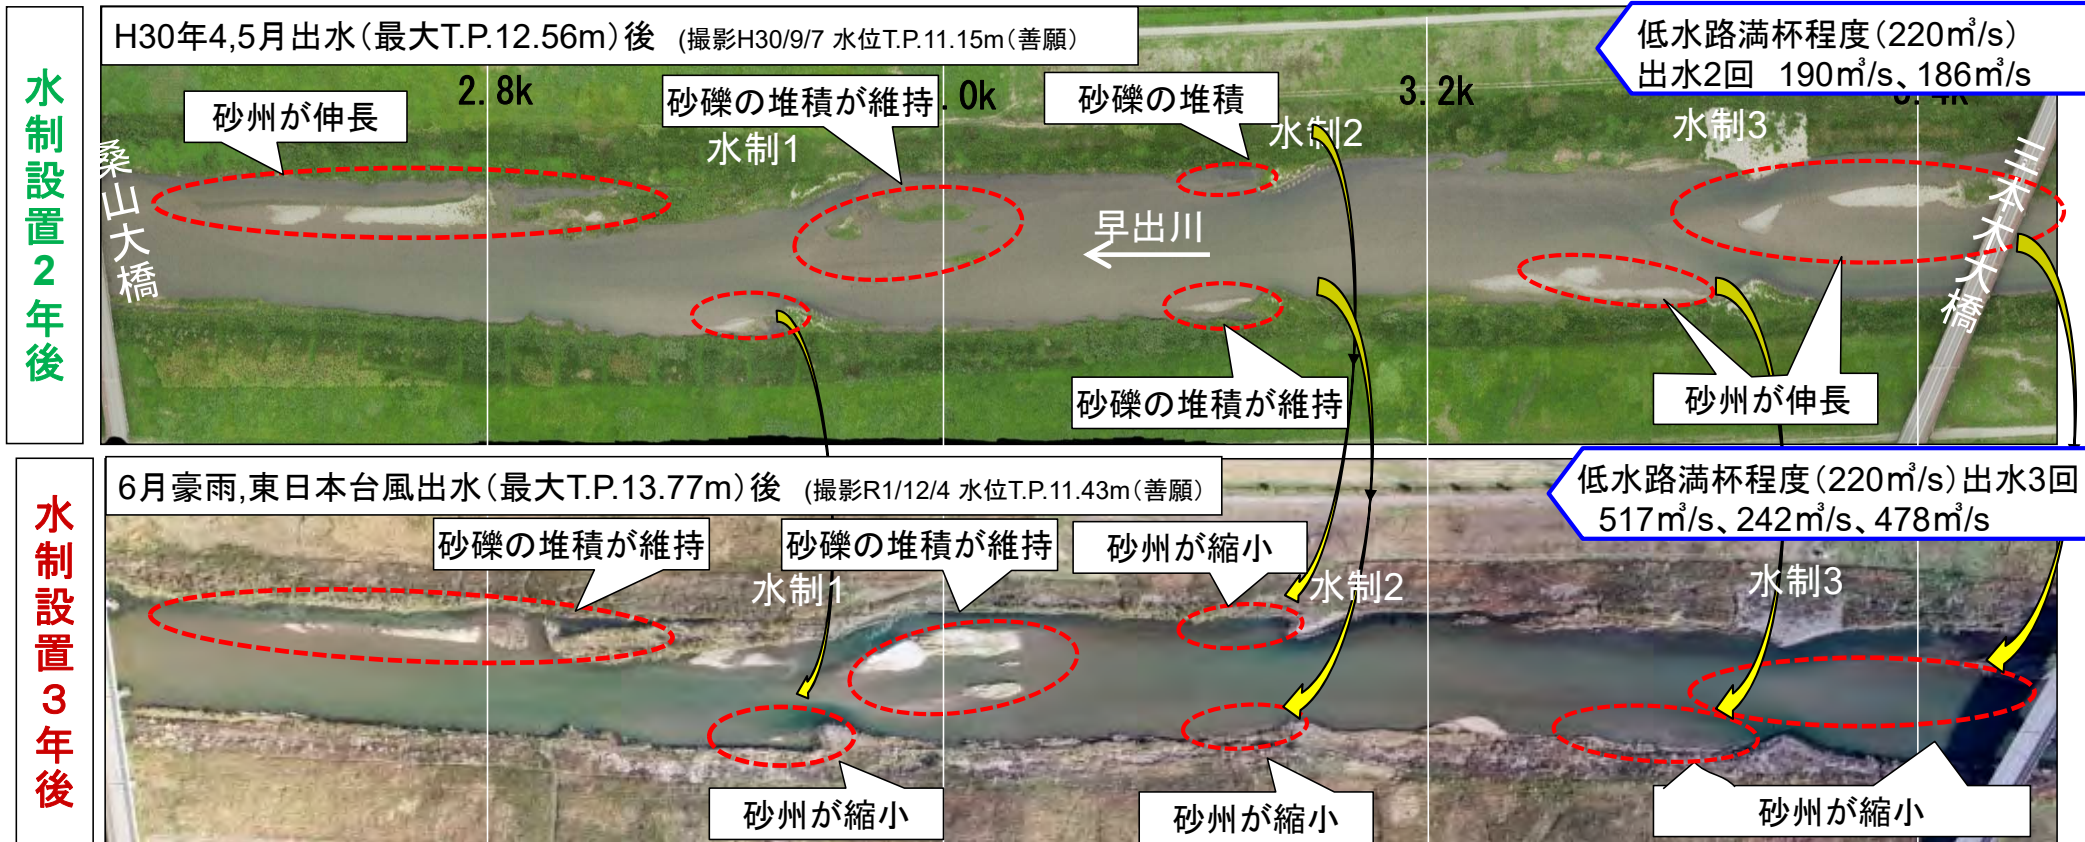 水制設置2年後
H30年4,5月出水(最大T.P.12.56m)後 (撮影H30/9/7 水位T.P.11.15m(善願)
低水路満杯程度(220㎥/s)
出水2回 190㎥/s、186㎥/s
2.8k
.0k
3.2k
砂州が伸長
砂礫の堆積が維持
砂礫の堆積
水制1
水制2
水制3
桑山大橋
早出川
三本木大橋
砂礫の堆積が維持
砂州が伸長
水制設置3年後
6月豪雨,東日本台風出水(最大T.P.13.77m)後 (撮影R1/12/4 水位T.P.11.43m(善願)
低水路満杯程度(220㎥/s)出水3回
517㎥/s、242㎥/s、478㎥/s
砂礫の堆積が維持
砂礫の堆積が維持
砂州が縮小
水制1
水制2
水制3
砂州が縮小
砂州が縮小
砂州が縮小